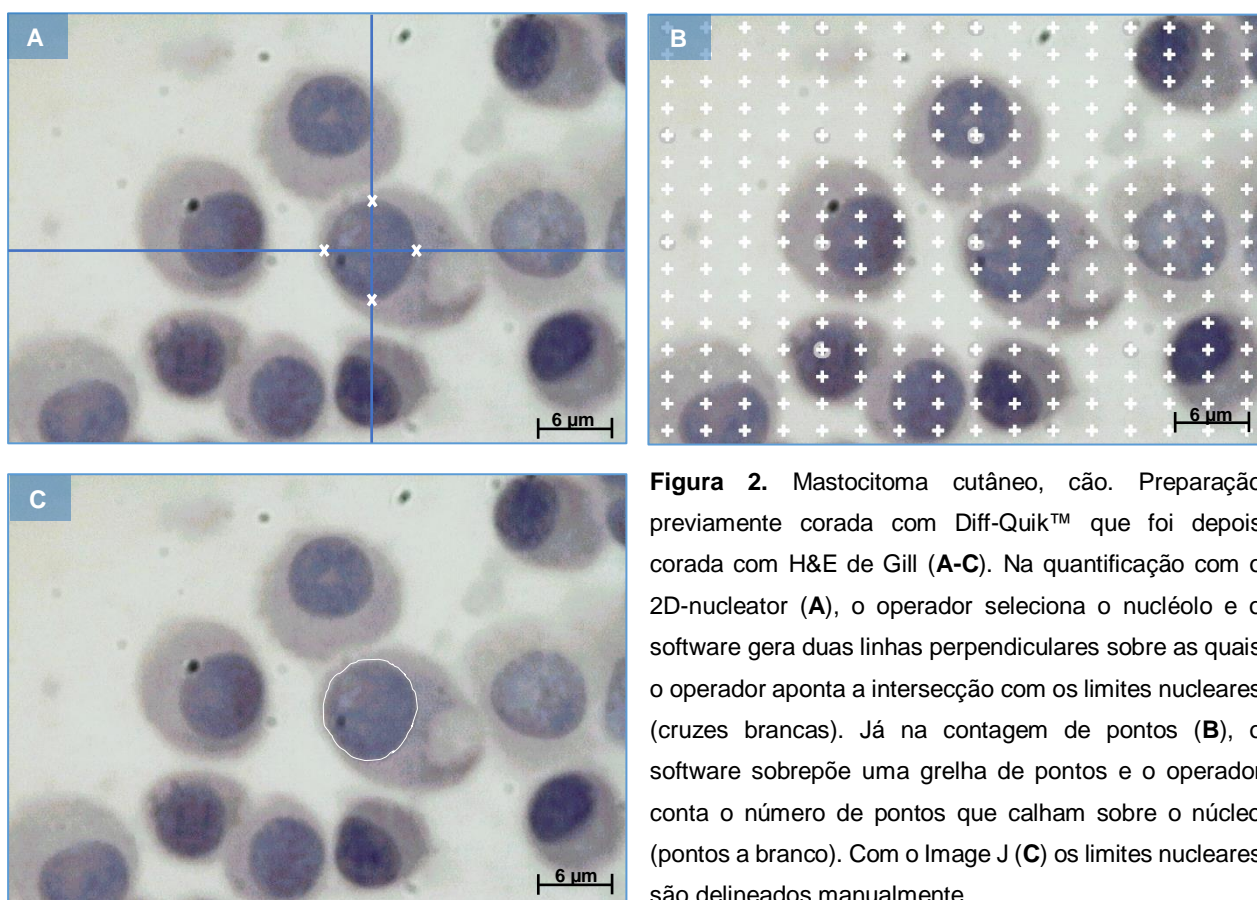 A
B
6 µm
6 µm
C
6 µm
Figura 2. Mastocitoma cutâneo, cão. Preparação
previamente corada com Diff-Quik™ que foi depois
corada com H&E de Gill (A-C). Na quantificação com o
2D-nucleator (A), o operador seleciona o nucléolo e o
software gera duas linhas perpendiculares sobre as quais
o operador aponta a intersecção com os limites nucleares
(cruzes brancas). Já na contagem de pontos (B), o
software sobrepõe uma grelha de pontos e o operador
conta o número de pontos que calham sobre o núcleo
(pontos a branco). Com o Image J (C) os limites nucleares
são delineados manualmente